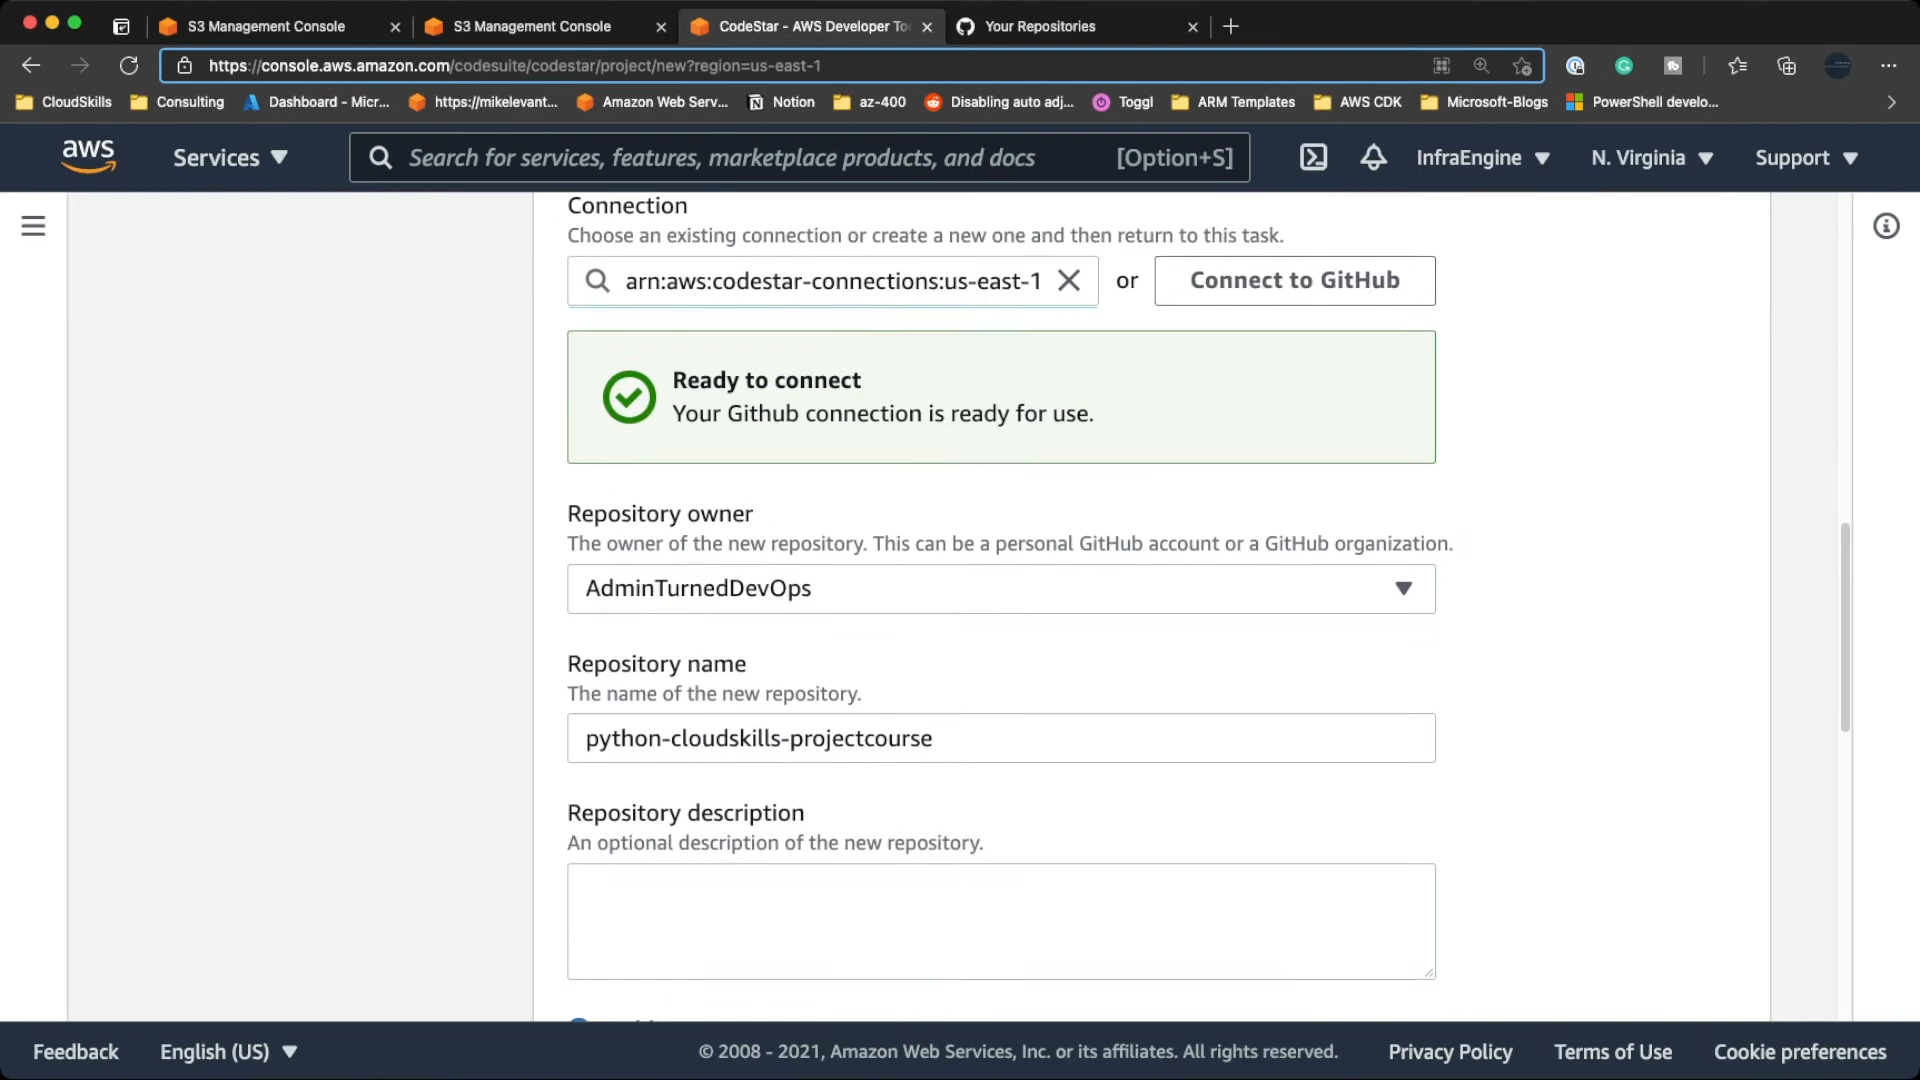 S3 Management Console
S3 Management Console
CodeStar - AWS Developer To
Your Repositories
https://console.aws.amazon.com/codesuite/codestar/project/new?region=us-east-1
CloudSkills
Consulting
Dashboard - Micr...
https://mikelevant...
Amazon Web Serv...
Notion
az-400
Disabling auto adj...
Toggl
ARM Templates
AWS CDK
Microsoft-Blogs
PowerShell develo...
aws
Services
Search for services, features, marketplace products, and docs
[Option+S]
InfraEngine
N. Virginia
Support
Connection
Choose an existing connection or create a new one and then return to this task.
arn:aws:codestar-connections:us-east-1
or
Connect to GitHub
Ready to connect
Your Github connection is ready for use.
Repository owner
The owner of the new repository. This can be a personal GitHub account or a GitHub organization.
AdminTurnedDevOps
Repository name
The name of the new repository.
python-cloudskills-projectcourse
Repository description
An optional description of the new repository.
Feedback
English (US)
© 2008 - 2021, Amazon Web Services, Inc. or its affiliates. All rights reserved.
Privacy Policy
Terms of Use
Cookie preferences